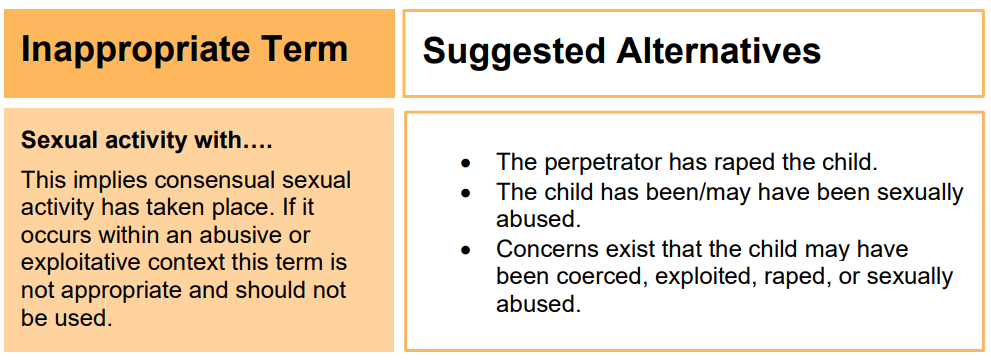 Inappropriate Term
Suggested Alternatives
Sexual activity with….
This implies consensual sexual
activity has taken place. If it
occurs within an abusive or
exploitative context this term is
not appropriate and should not
be used.
• The perpetrator has raped the child.
• The child has been/may have been sexually
abused.
• Concerns exist that the child may have
been coerced, exploited, raped, or sexually
abused.